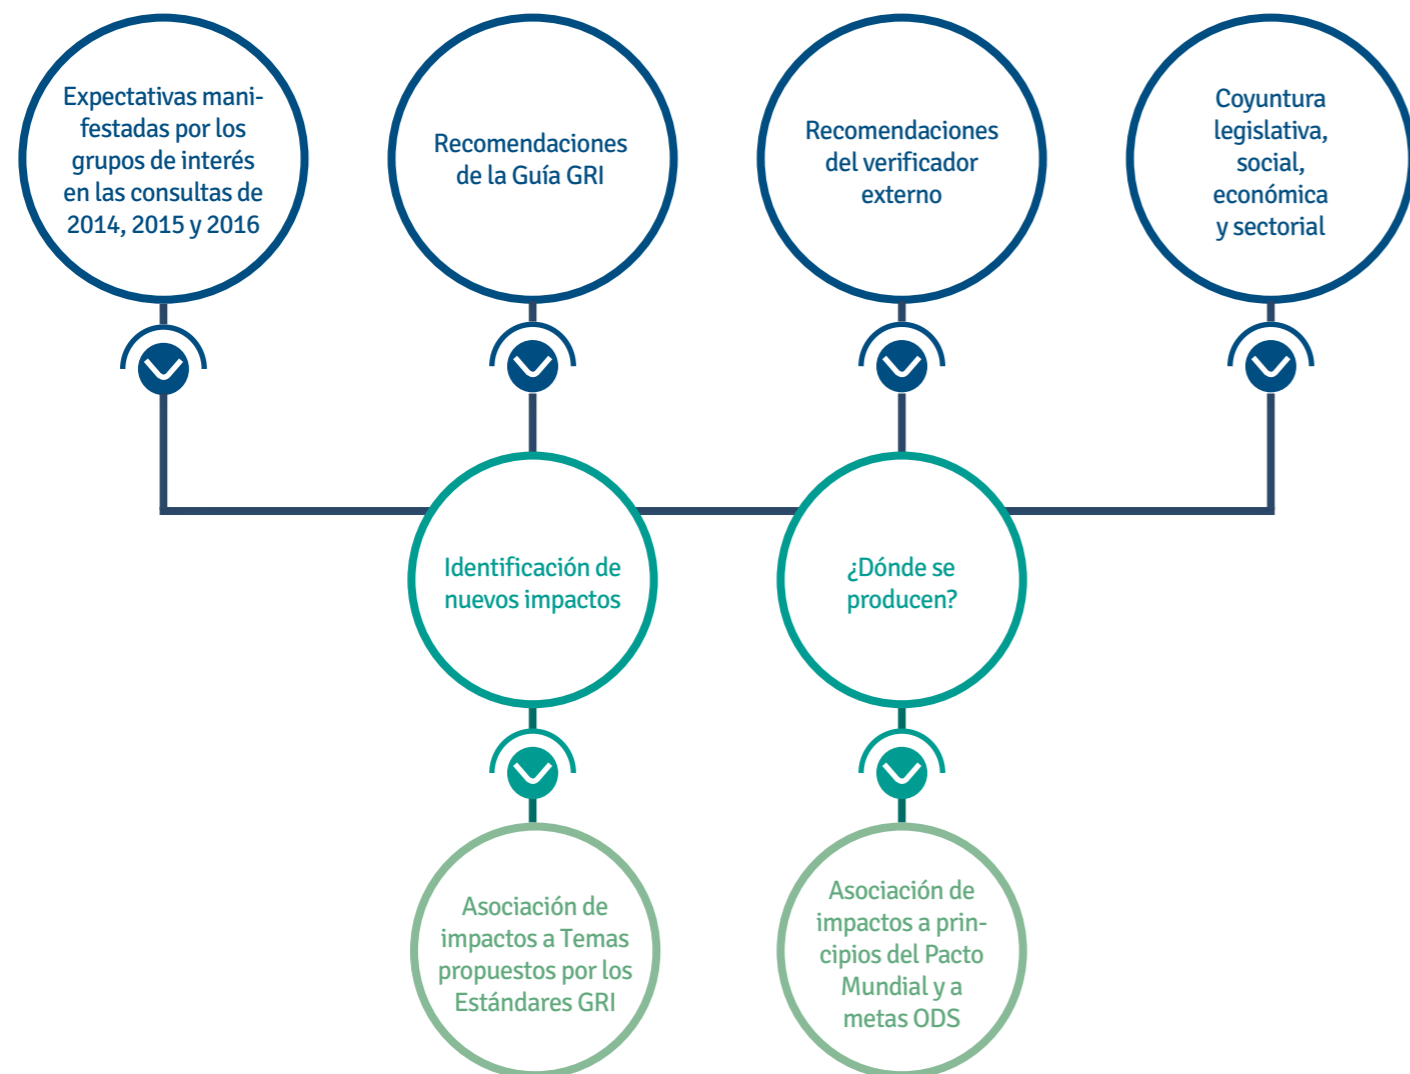 Expectativas mani-
festadas por los
grupos de interés
en las consultas de
2014, 2015 y 2016
Recomendaciones
de la Guía GRI
Recomendaciones
del verificador
externo
Coyuntura
legislativa,
social,
económica
y sectorial
Identificación de
nuevos impactos
¿Dónde se
producen?
Asociación de
impactos a Temas
propuestos por los
Estándares GRI
Asociación de
impactos a prin-
cipios del Pacto
Mundial y a
metas ODS